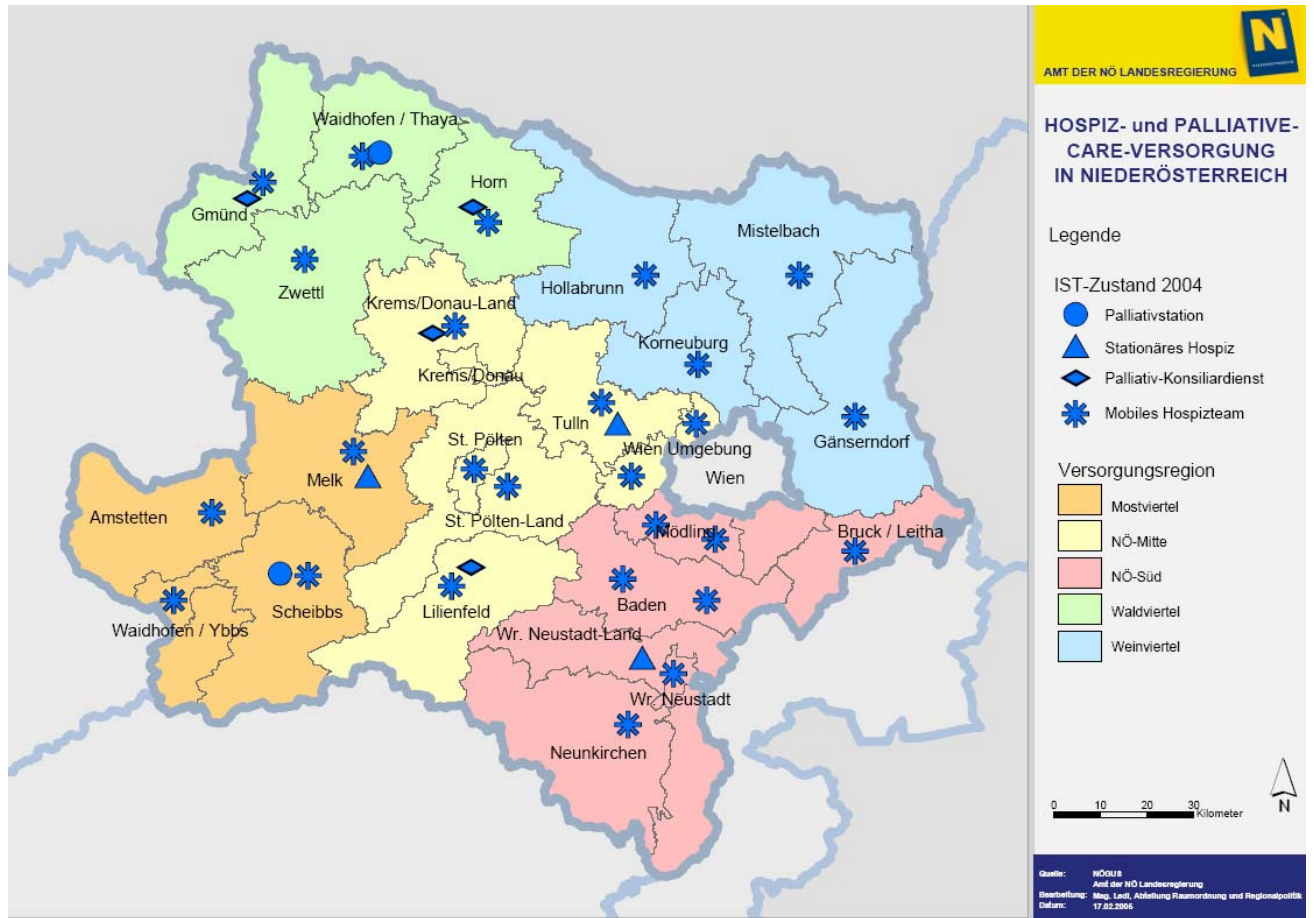 Waidhofen / Thaya
Gmünd
Horn
Zwettl
Mistelbach
Hollabrunn
Krems/Donau-Land
Korneuburg
Krems/Donau
Tulln
St. Pölten
Wien Umgebung
Gänserndorf
Wien
Melk
Amstetten
St. Pölten-Land
Mödling
Bruck / Leitha
Scheibbs
Lilienfeld
Baden
Waidhofen / Ybbs
Wr. Neustadt-Land
Wr. Neustadt
Neunkirchen
N
AMT DER NÖ LANDESREGIERUNG
HOSPIZ- und PALLIATIVE-
CARE-VERSORGUNG
IN NIEDERÖSTERREICH
Legende
IST-Zustand 2004
Palliativstation
Stationäres Hospiz
Palliativ-Konsiliardienst
Mobiles Hospizteam
Versorgungsregion
Mostviertel
NÖ-Mitte
NÖ-Süd
Waldviertel
Weinviertel
0 10 20 30
Kilometer
N
Quelle: NÖGUS
Amt der NÖ Landesregierung
Bearbeitung: Mag. Ledl, Abteilung Raumordnung und Regionalpolitik
Datum: